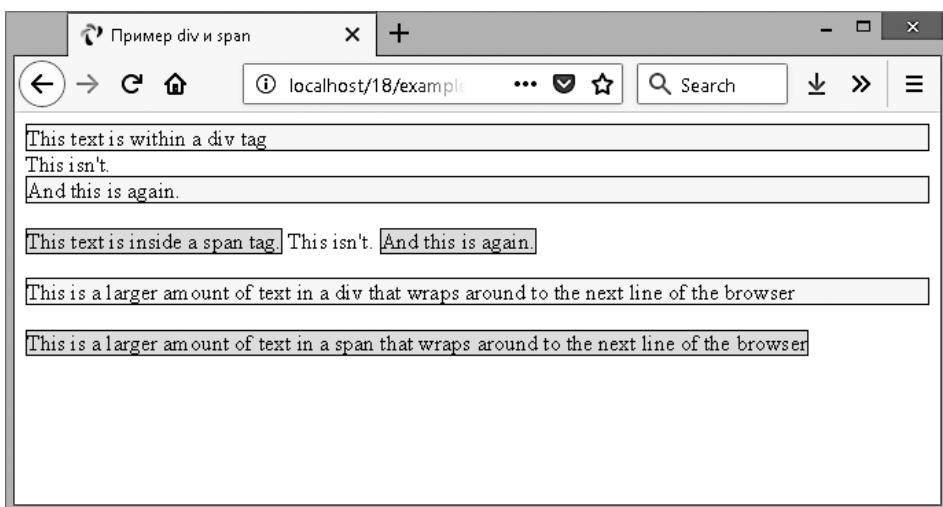 Пример div и span
localhost/18/example
Search
This text is within a div tag
This isn't.
And this is again.
This text is inside a span tag. This isn't. And this is again.
This is a larger amount of text in a div that wraps around to the next line of the browser
This is a larger amount of text in a span that wraps around to the next line of the browser